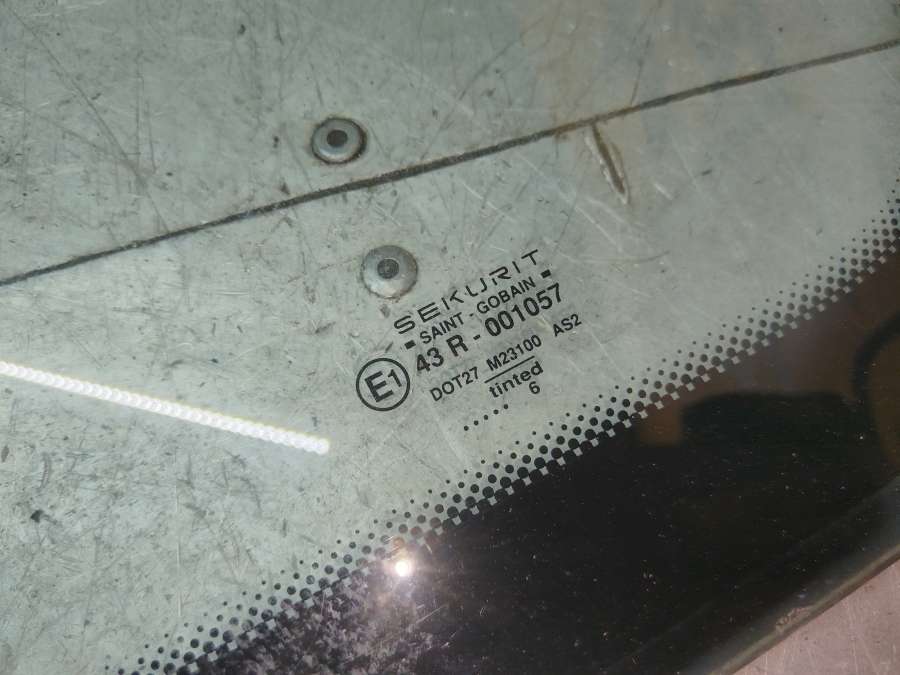 SEKURIT
SAINT - GOBAIN
E1 43 R - 001057
DOT27 M23100 AS2
tinted
6
.....